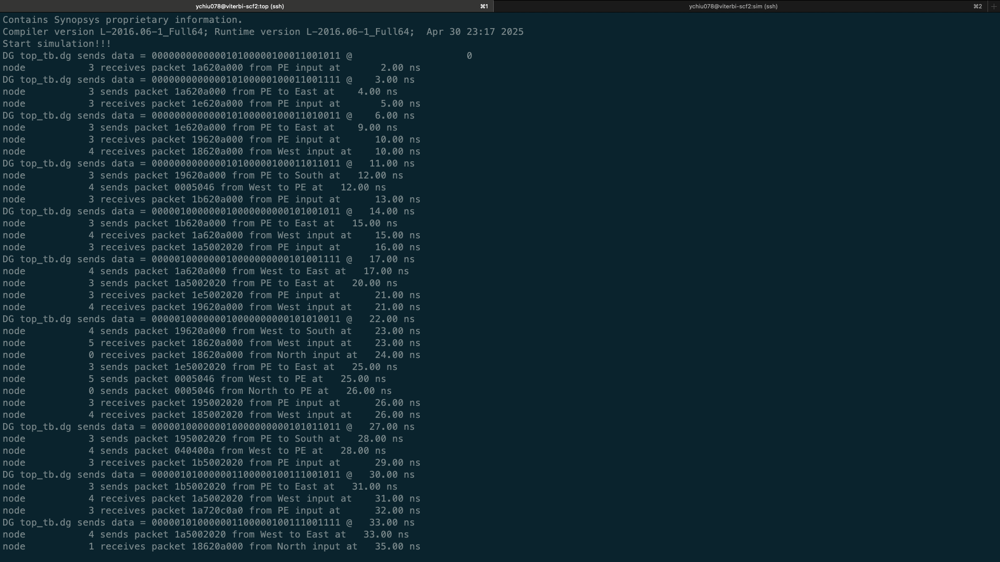 ychiu078@viterbi-scf2:top (ssh) ⌘1 ychiu078@viterbi-scf2:sim (ssh) ⌘2 +
Contains Synopsys proprietary information.
Compiler version L-2016.06-1_Full64; Runtime version L-2016.06-1_Full64;  Apr 30 23:17 2025
Start simulation!!!
DG top_tb.dg sends data = 000000000000010100000100011001011 @                    0
node           3 receives packet 1a620a000 from PE input at       2.00 ns
DG top_tb.dg sends data = 000000000000010100000100011001111 @    3.00 ns
node           3 sends packet 1a620a000 from PE to East at    4.00 ns
node           3 receives packet 1e620a000 from PE input at       5.00 ns
DG top_tb.dg sends data = 000000000000010100000100011010011 @    6.00 ns
node           3 sends packet 1e620a000 from PE to East at    9.00 ns
node           3 receives packet 19620a000 from PE input at      10.00 ns
node           4 receives packet 18620a000 from West input at    10.00 ns
DG top_tb.dg sends data = 000000000000010100000100011011011 @   11.00 ns
node           3 sends packet 19620a000 from PE to South at   12.00 ns
node           4 sends packet 0005046 from West to PE at   12.00 ns
node           3 receives packet 1b620a000 from PE input at      13.00 ns
DG top_tb.dg sends data = 000001000000010000000000101001011 @   14.00 ns
node           3 sends packet 1b620a000 from PE to East at   15.00 ns
node           4 receives packet 1a620a000 from West input at    15.00 ns
node           3 receives packet 1a5002020 from PE input at      16.00 ns
DG top_tb.dg sends data = 000001000000010000000000101001111 @   17.00 ns
node           4 sends packet 1a620a000 from West to East at   17.00 ns
node           3 sends packet 1a5002020 from PE to East at   20.00 ns
node           3 receives packet 1e5002020 from PE input at      21.00 ns
node           4 receives packet 19620a000 from West input at    21.00 ns
DG top_tb.dg sends data = 000001000000010000000000101010011 @   22.00 ns
node           4 sends packet 19620a000 from West to South at    23.00 ns
node           5 receives packet 18620a000 from West input at    23.00 ns
node           0 receives packet 18620a000 from North input at   24.00 ns
node           3 sends packet 1e5002020 from PE to East at   25.00 ns
node           5 sends packet 0005046 from West to PE at   25.00 ns
node           0 sends packet 0005046 from North to PE at   26.00 ns
node           3 receives packet 195002020 from PE input at      26.00 ns
node           4 receives packet 185002020 from West input at    26.00 ns
DG top_tb.dg sends data = 000001000000010000000000101011011 @   27.00 ns
node           3 sends packet 195002020 from PE to South at   28.00 ns
node           4 sends packet 040400a from West to PE at   28.00 ns
node           3 receives packet 1b5002020 from PE input at      29.00 ns
DG top_tb.dg sends data = 000001010000001100000100111001011 @   30.00 ns
node           3 sends packet 1b5002020 from PE to East at   31.00 ns
node           4 receives packet 1a5002020 from West input at    31.00 ns
node           3 receives packet 1a720c0a0 from PE input at      32.00 ns
DG top_tb.dg sends data = 000001010000001100000100111001111 @   33.00 ns
node           4 sends packet 1a5002020 from West to East at   33.00 ns
node           1 receives packet 18620a000 from North input at   35.00 ns